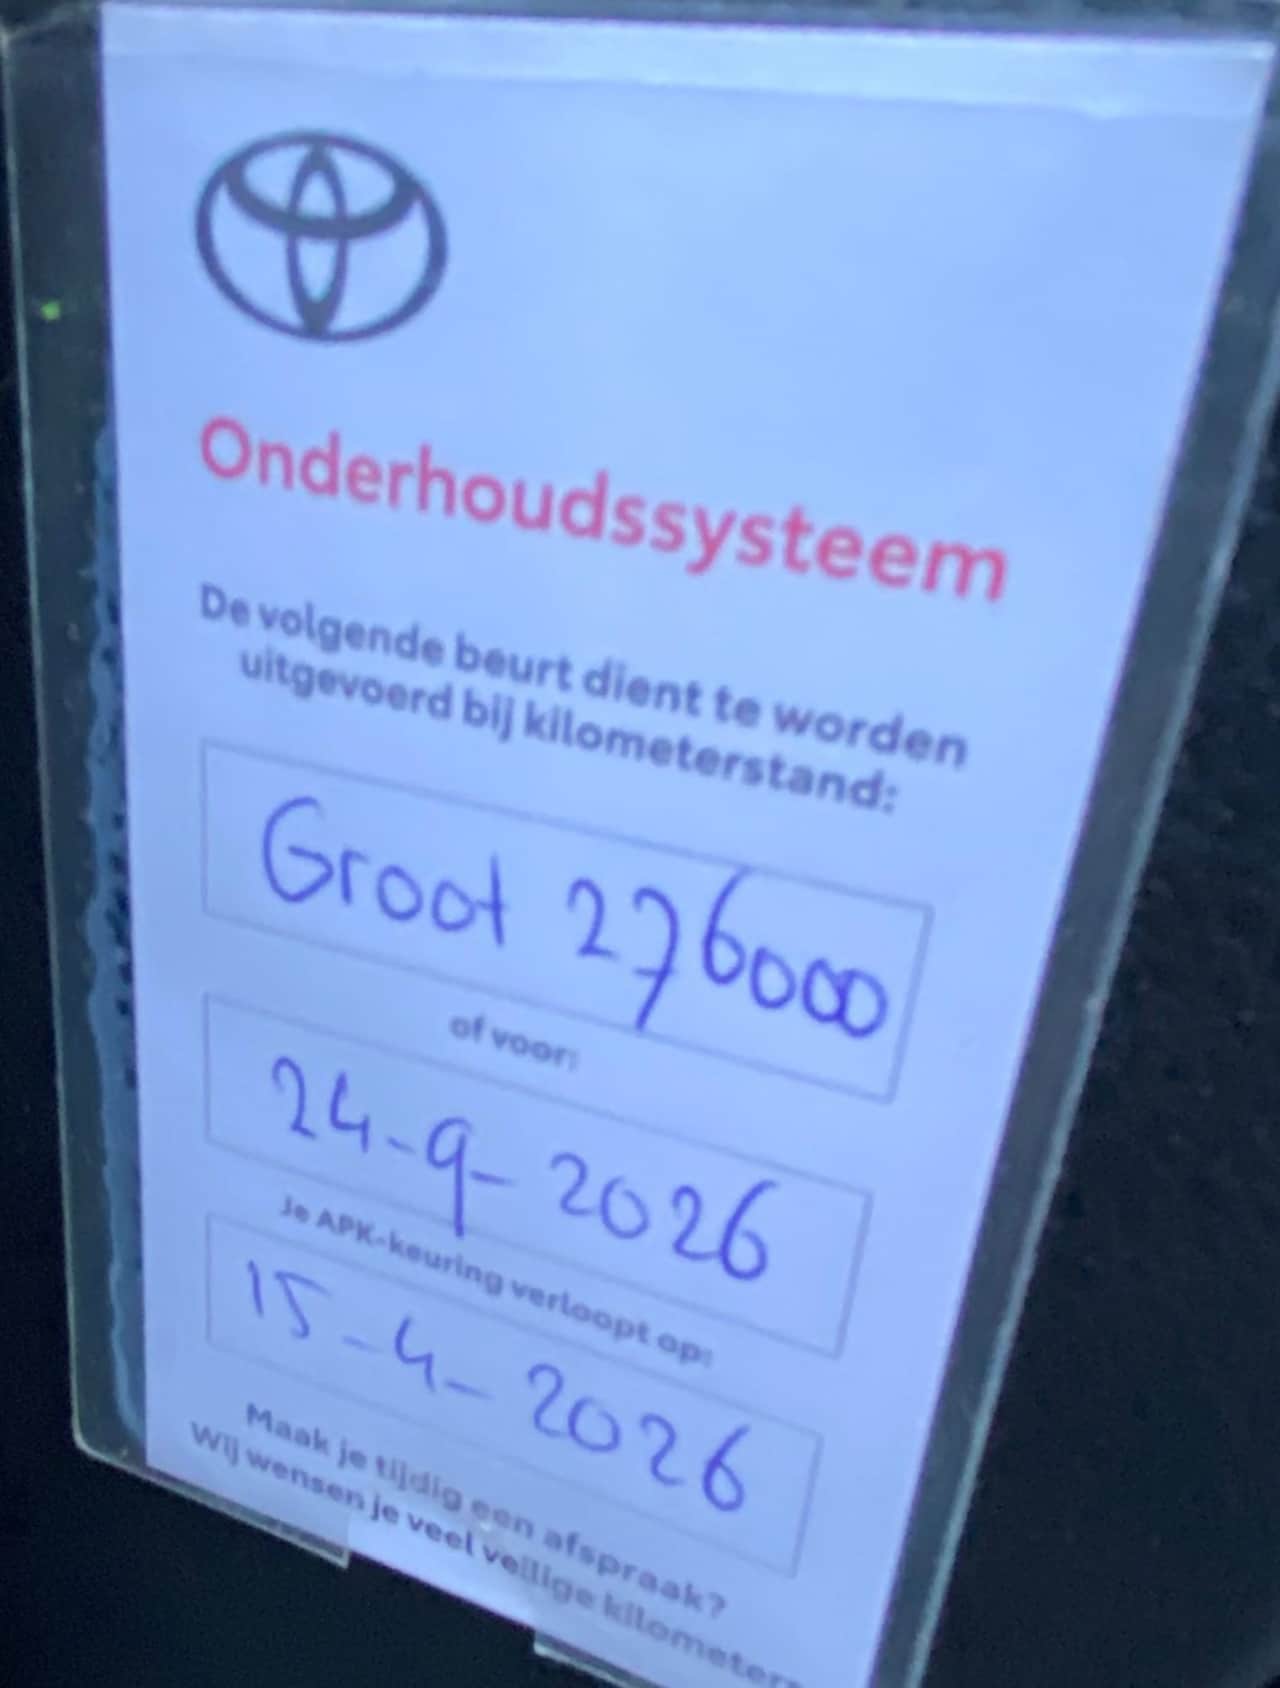 Onderhoudssysteem
De volgende beurt dient te worden
uitgevoerd bij kilometerstand:
Groot 276000
of voor:
24-9-2026
Je APK-keuring verloopt op:
15-4-2026
Maak je tijdig een afspraak?
Wij wensen je veel veilige kilometers